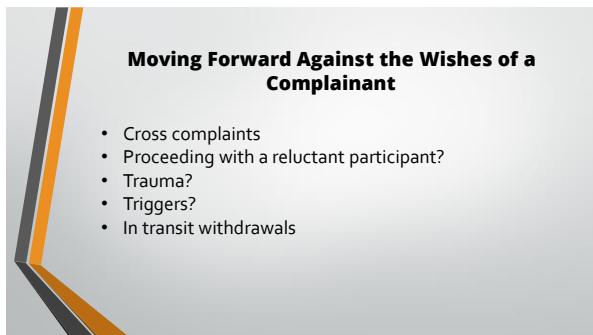 Moving Forward Against the Wishes of a
Complainant
• Cross complaints
• Proceeding with a reluctant participant?
• Trauma?
• Triggers?
• In transit withdrawals